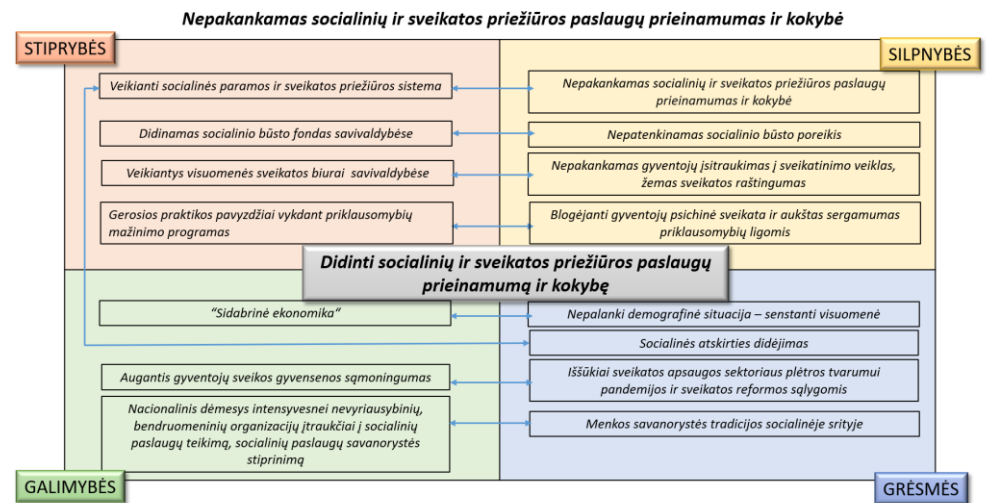 Nepakankamas socialinių ir sveikatos priežiūros paslaugų prieinamumas ir kokybė
STIPRYBĖS
SILPNYBĖS
Veikianti socialinės paramos ir sveikatos priežiūros sistema
Nepakankamas socialinių ir sveikatos priežiūros paslaugų
prieinamumas ir kokybė
Didinamas socialinio būsto fondas savivaldybėse
Nepatenkinamas socialinio būsto poreikis
Veikiantys visuomenės sveikatos biurai savivaldybėse
Nepakankamas gyventojų įsitraukimas į sveikatinimo veiklas,
žemas sveikatos raštingumas
Gerosios praktikos pavyzdžiai vykdant priklausomybių
mažinimo programas
Blogėjanti gyventojų psichinė sveikata ir aukštas sergamumas
priklausomybių ligomis
Didinti socialinių ir sveikatos priežiūros paslaugų
prieinamumą ir kokybę
“Sidabrinė ekonomika“
Nepalanki demografinė situacija – senstanti visuomenė
Socialinės atskirties didėjimas
Augantis gyventojų sveikos gyvensenos sąmoningumas
Iššūkiai sveikatos apsaugos sektoriaus plėtros tvarumui
pandemijos ir sveikatos reformos sąlygomis
Nacionalinis dėmesys intensyvesnei nevyriausybinių,
bendruomeninių organizacijų įtraukčiai į socialinių
paslaugų teikimą, socialinių paslaugų savanorystės
stiprinimą
Menkos savanorystės tradicijos socialinėje srityje
GALIMYBĖS
GRĖSMĖS